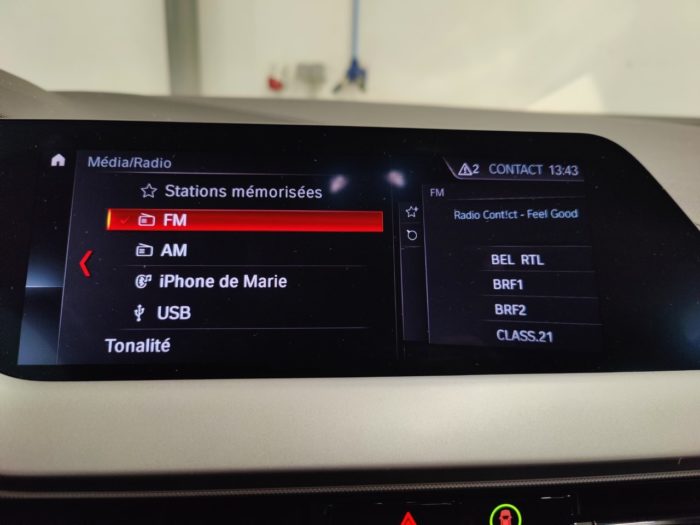 Média/Radio
2 CONTACT 13:43
Stations mémorisées
FM
AM
iPhone de Marie
USB
Tonalité
FM
Radio Cont!ct - Feel Good
BEL RTL
BRF1
BRF2
CLASS.21